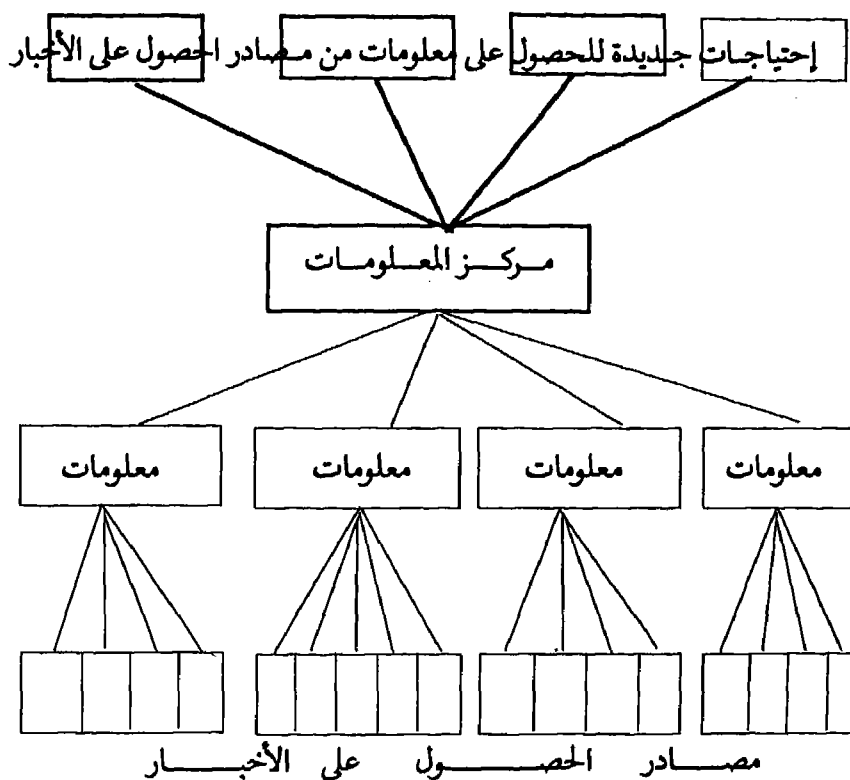 إحتياجات جديدة للحصول على معلومات من مصادر الحصول على الأخبار
مركز المعلومات
معلومات معلومات معلومات معلومات
مصادر الحصول على الأخبار